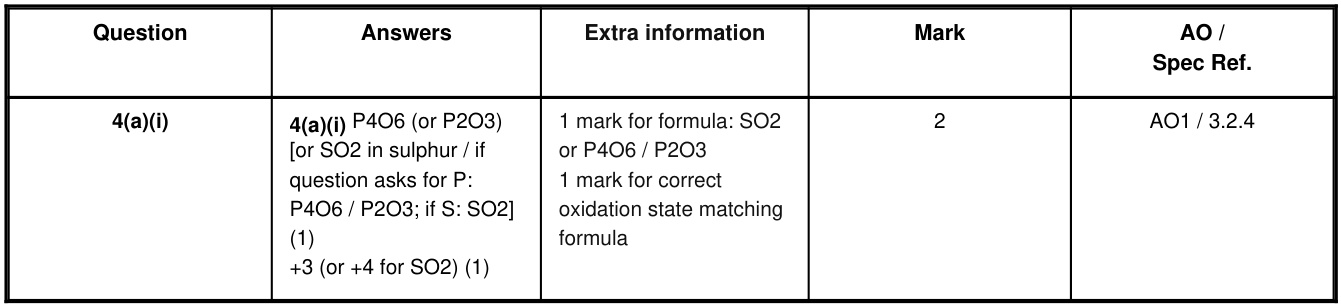 Question Answers Extra information Mark AO /
Spec Ref.
4(a)(i)
4(a)(i) P4O6 (or P2O3)
[or SO2 in sulphur / if
question asks for P:
P4O6 / P2O3; if S: SO2]
(1)
+3 (or +4 for SO2) (1)
1 mark for formula: SO2
or P4O6 / P2O3
1 mark for correct
oxidation state matching
formula
2
AO1 / 3.2.4